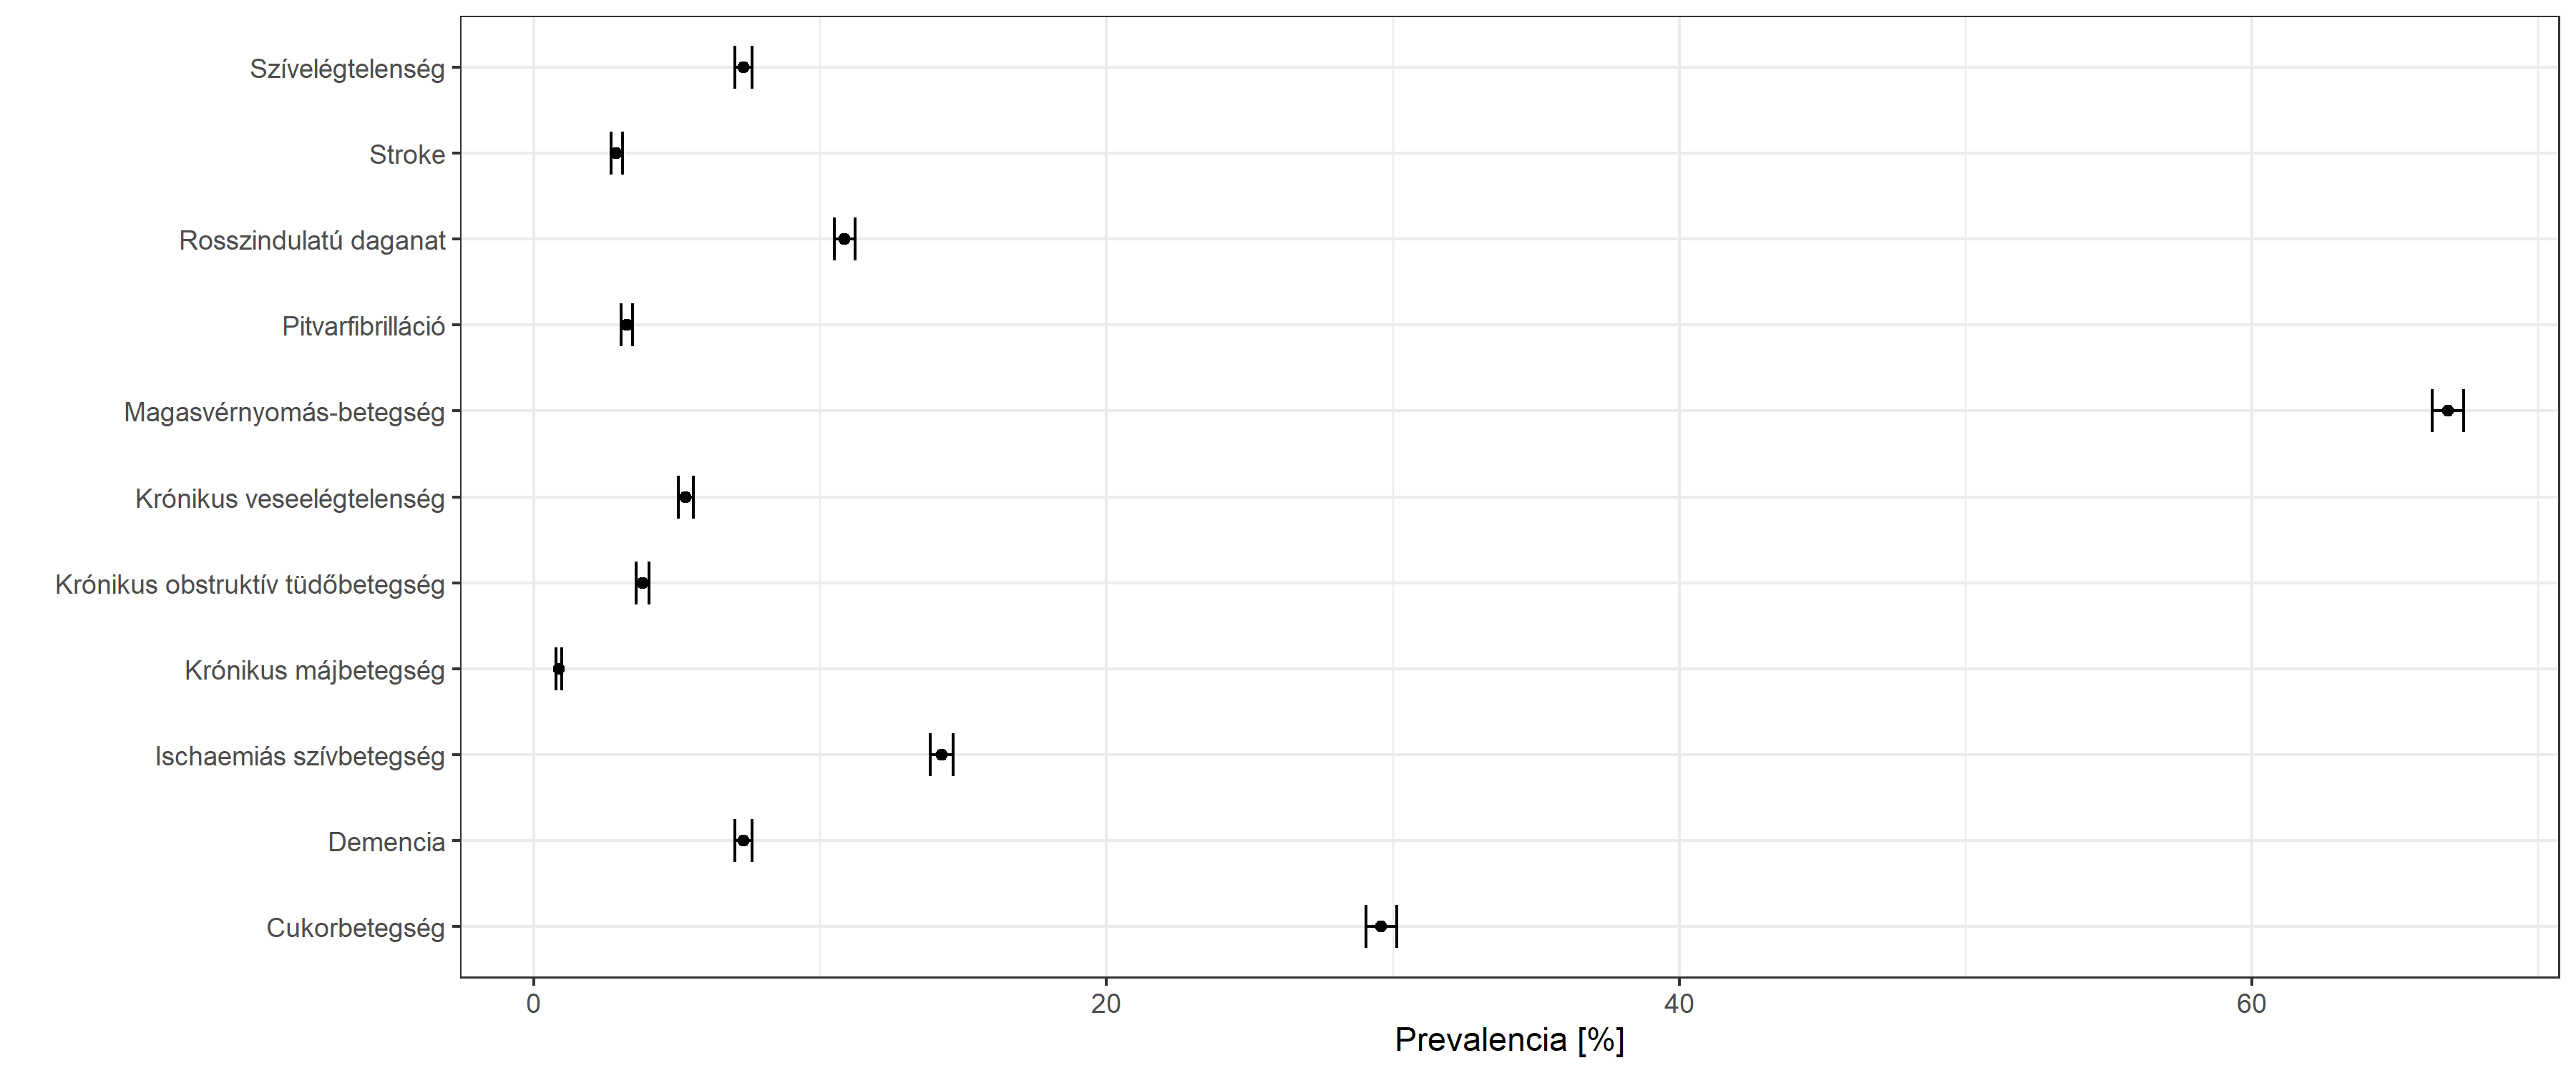 Szívelégtelenség
Stroke
Rosszindulatú daganat
Pitvarfibrilláció
Magasvérnyomás-betegség
Krónikus veseelégtelenség
Krónikus obstruktív tüdőbetegség
Krónikus májbetegség
Ischaemiás szívbetegség
Demencia
Cukorbetegség
0 20 40 60
Prevalencia [%]